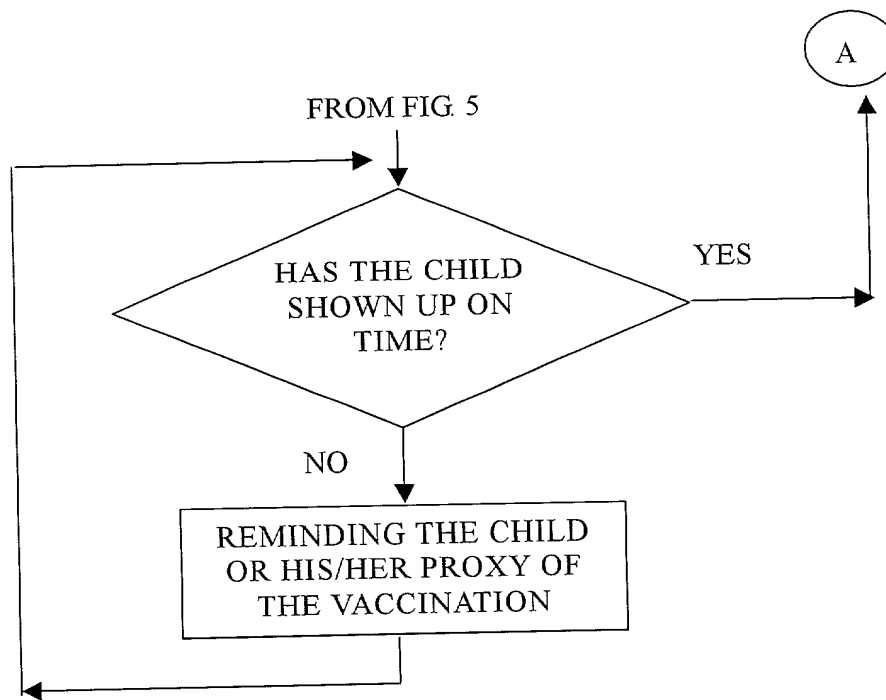 A
FROM FIG. 5
HAS THE CHILD
SHOWN UP ON
TIME?
YES
NO
REMINDING THE CHILD
OR HIS/HER PROXY OF
THE VACCINATION